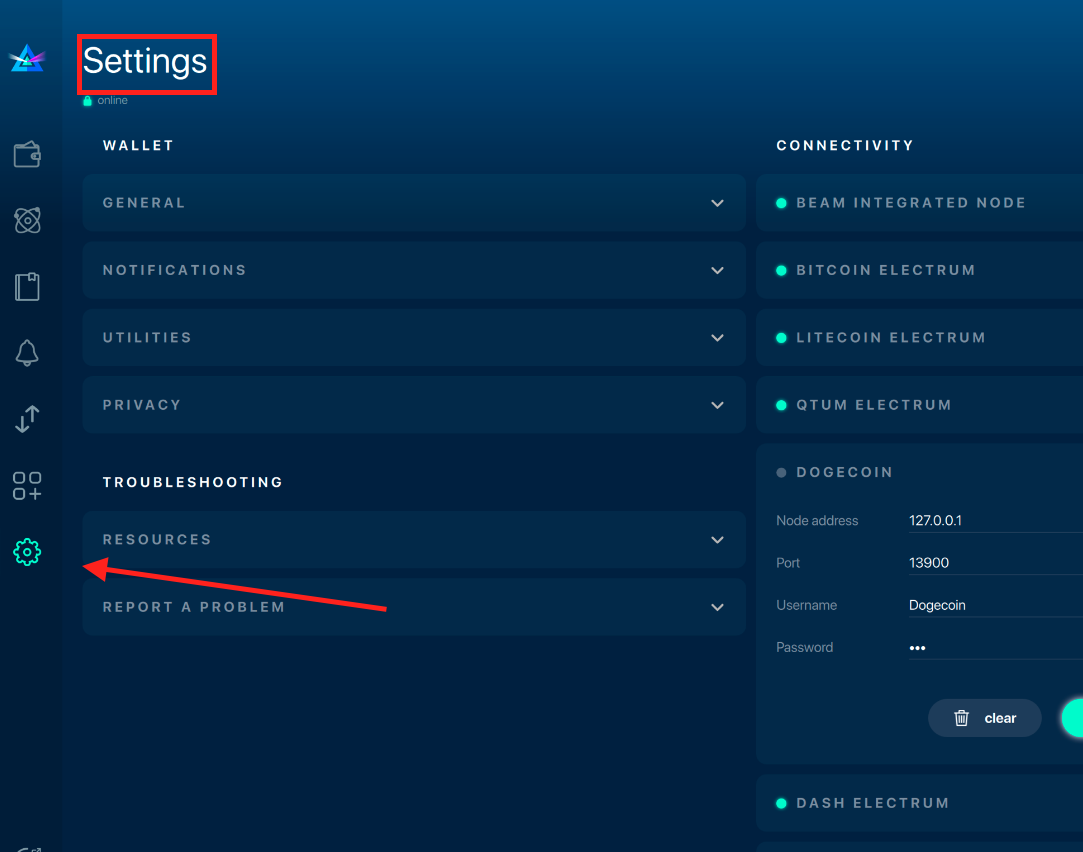 Settings
online
WALLET
GENERAL
NOTIFICATIONS
UTILITIES
PRIVACY
TROUBLESHOOTING
RESOURCES
REPORT A PROBLEM
CONNECTIVITY
BEAM INTEGRATED NODE
BITCOIN ELECTRUM
LITECOIN ELECTRUM
QTUM ELECTRUM
DOGECOIN
Node address 127.0.0.1
Port 13900
Username Dogecoin
Password •••
clear
DASH ELECTRUM